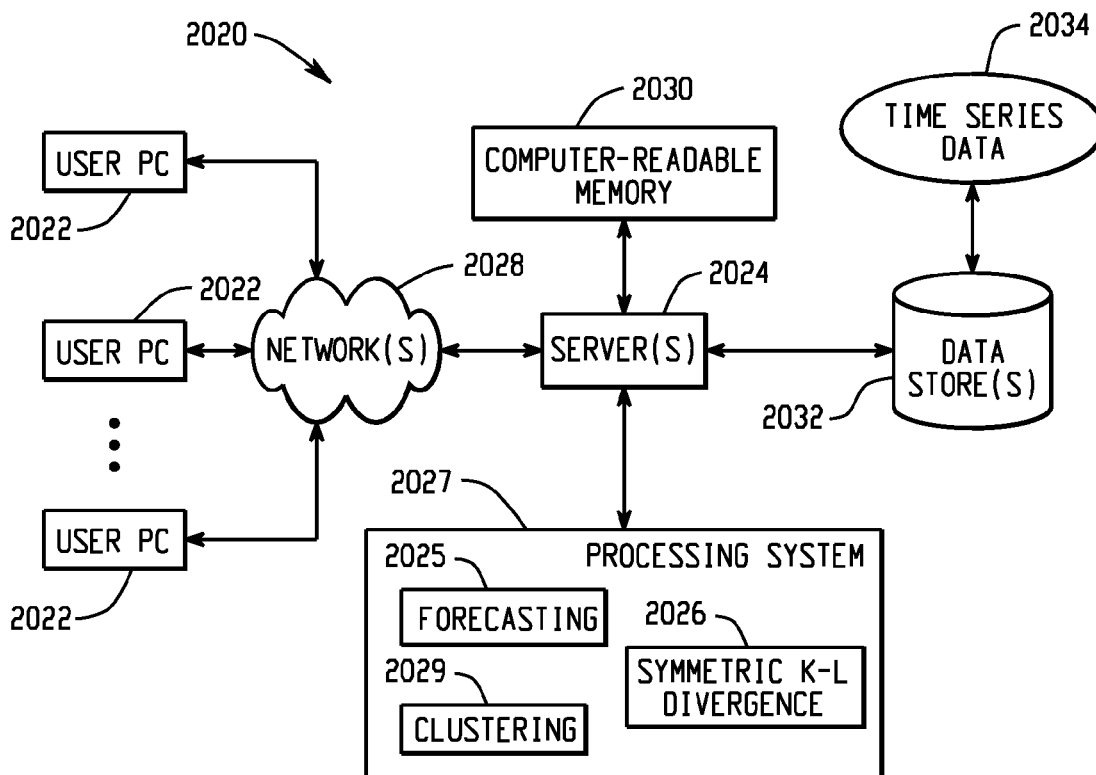 2020
2034
TIME SERIES
DATA
2030
COMPUTER-READABLE
MEMORY
USER PC
2022
2028
2024
2022
USER PC
NETWORK(S)
SERVER(S)
DATA
STORE(S)
2032
2027
USER PC
2022
PROCESSING SYSTEM
2025
FORECASTING
2026
SYMMETRIC K-L
DIVERGENCE
2029
CLUSTERING